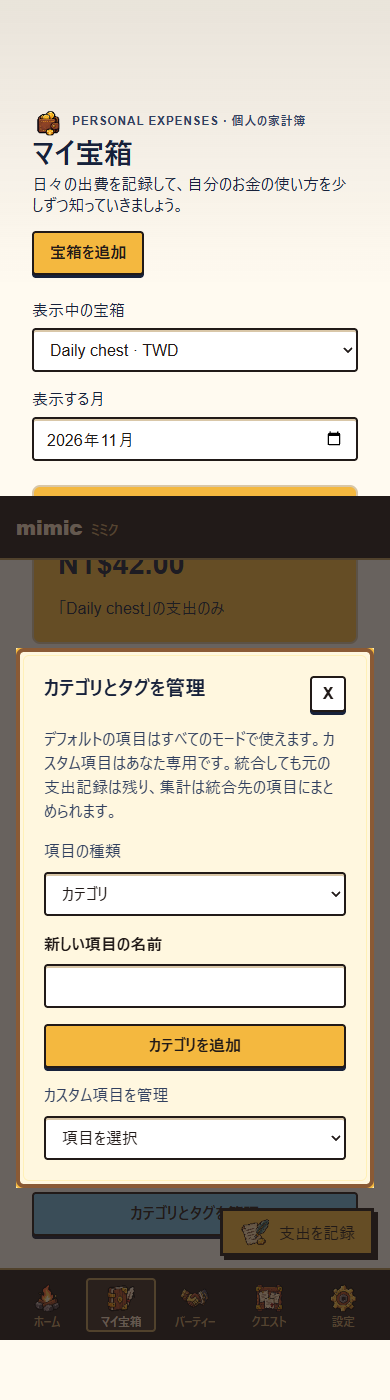 PERSONAL EXPENSES · 個人の家計簿
マイ宝箱
日々の出費を記録して、自分のお金の使い方を少
しずつ知っていきましょう。
宝箱を追加
表示中の宝箱
Daily chest · TWD
表示する月
2026年11月
mimic ミミク
NT$42.00
「Daily chest」の支出のみ
カテゴリとタグを管理
X
デフォルトの項目はすべてのモードで使えます。カ
スタム項目はあなた専用です。統合しても元の
支出記録は残り、集計は統合先の項目にまと
められます。
項目の種類
カテゴリ
新しい項目の名前
カテゴリを追加
カスタム項目を管理
項目を選択
カテゴリとタグを管理
支出を記録
ホーム
マイ宝箱
パーティー
クエスト
設定